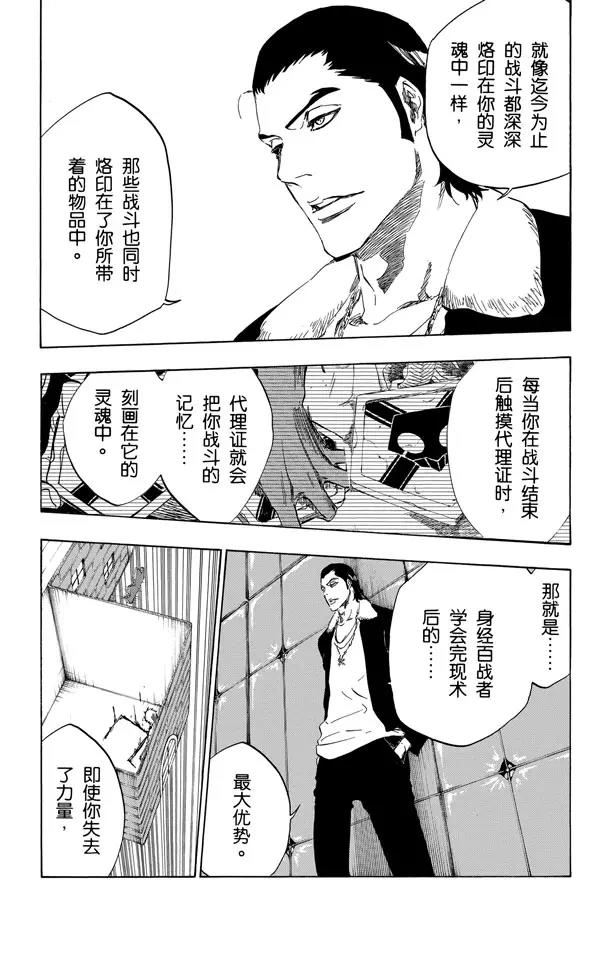 就像迄今为止
的战斗都深深
烙印在你的灵
魂中一样，
那些战斗也同时
烙印在了你所带
着的物品中。
每当你在战斗结束
后触摸代理证时，
代理证就会
把你战斗的
记忆……
刻画在它的
灵魂中。
那就是……
身经百战者
学会完现术
后的……
最大优势。
即使你失去
了力量，